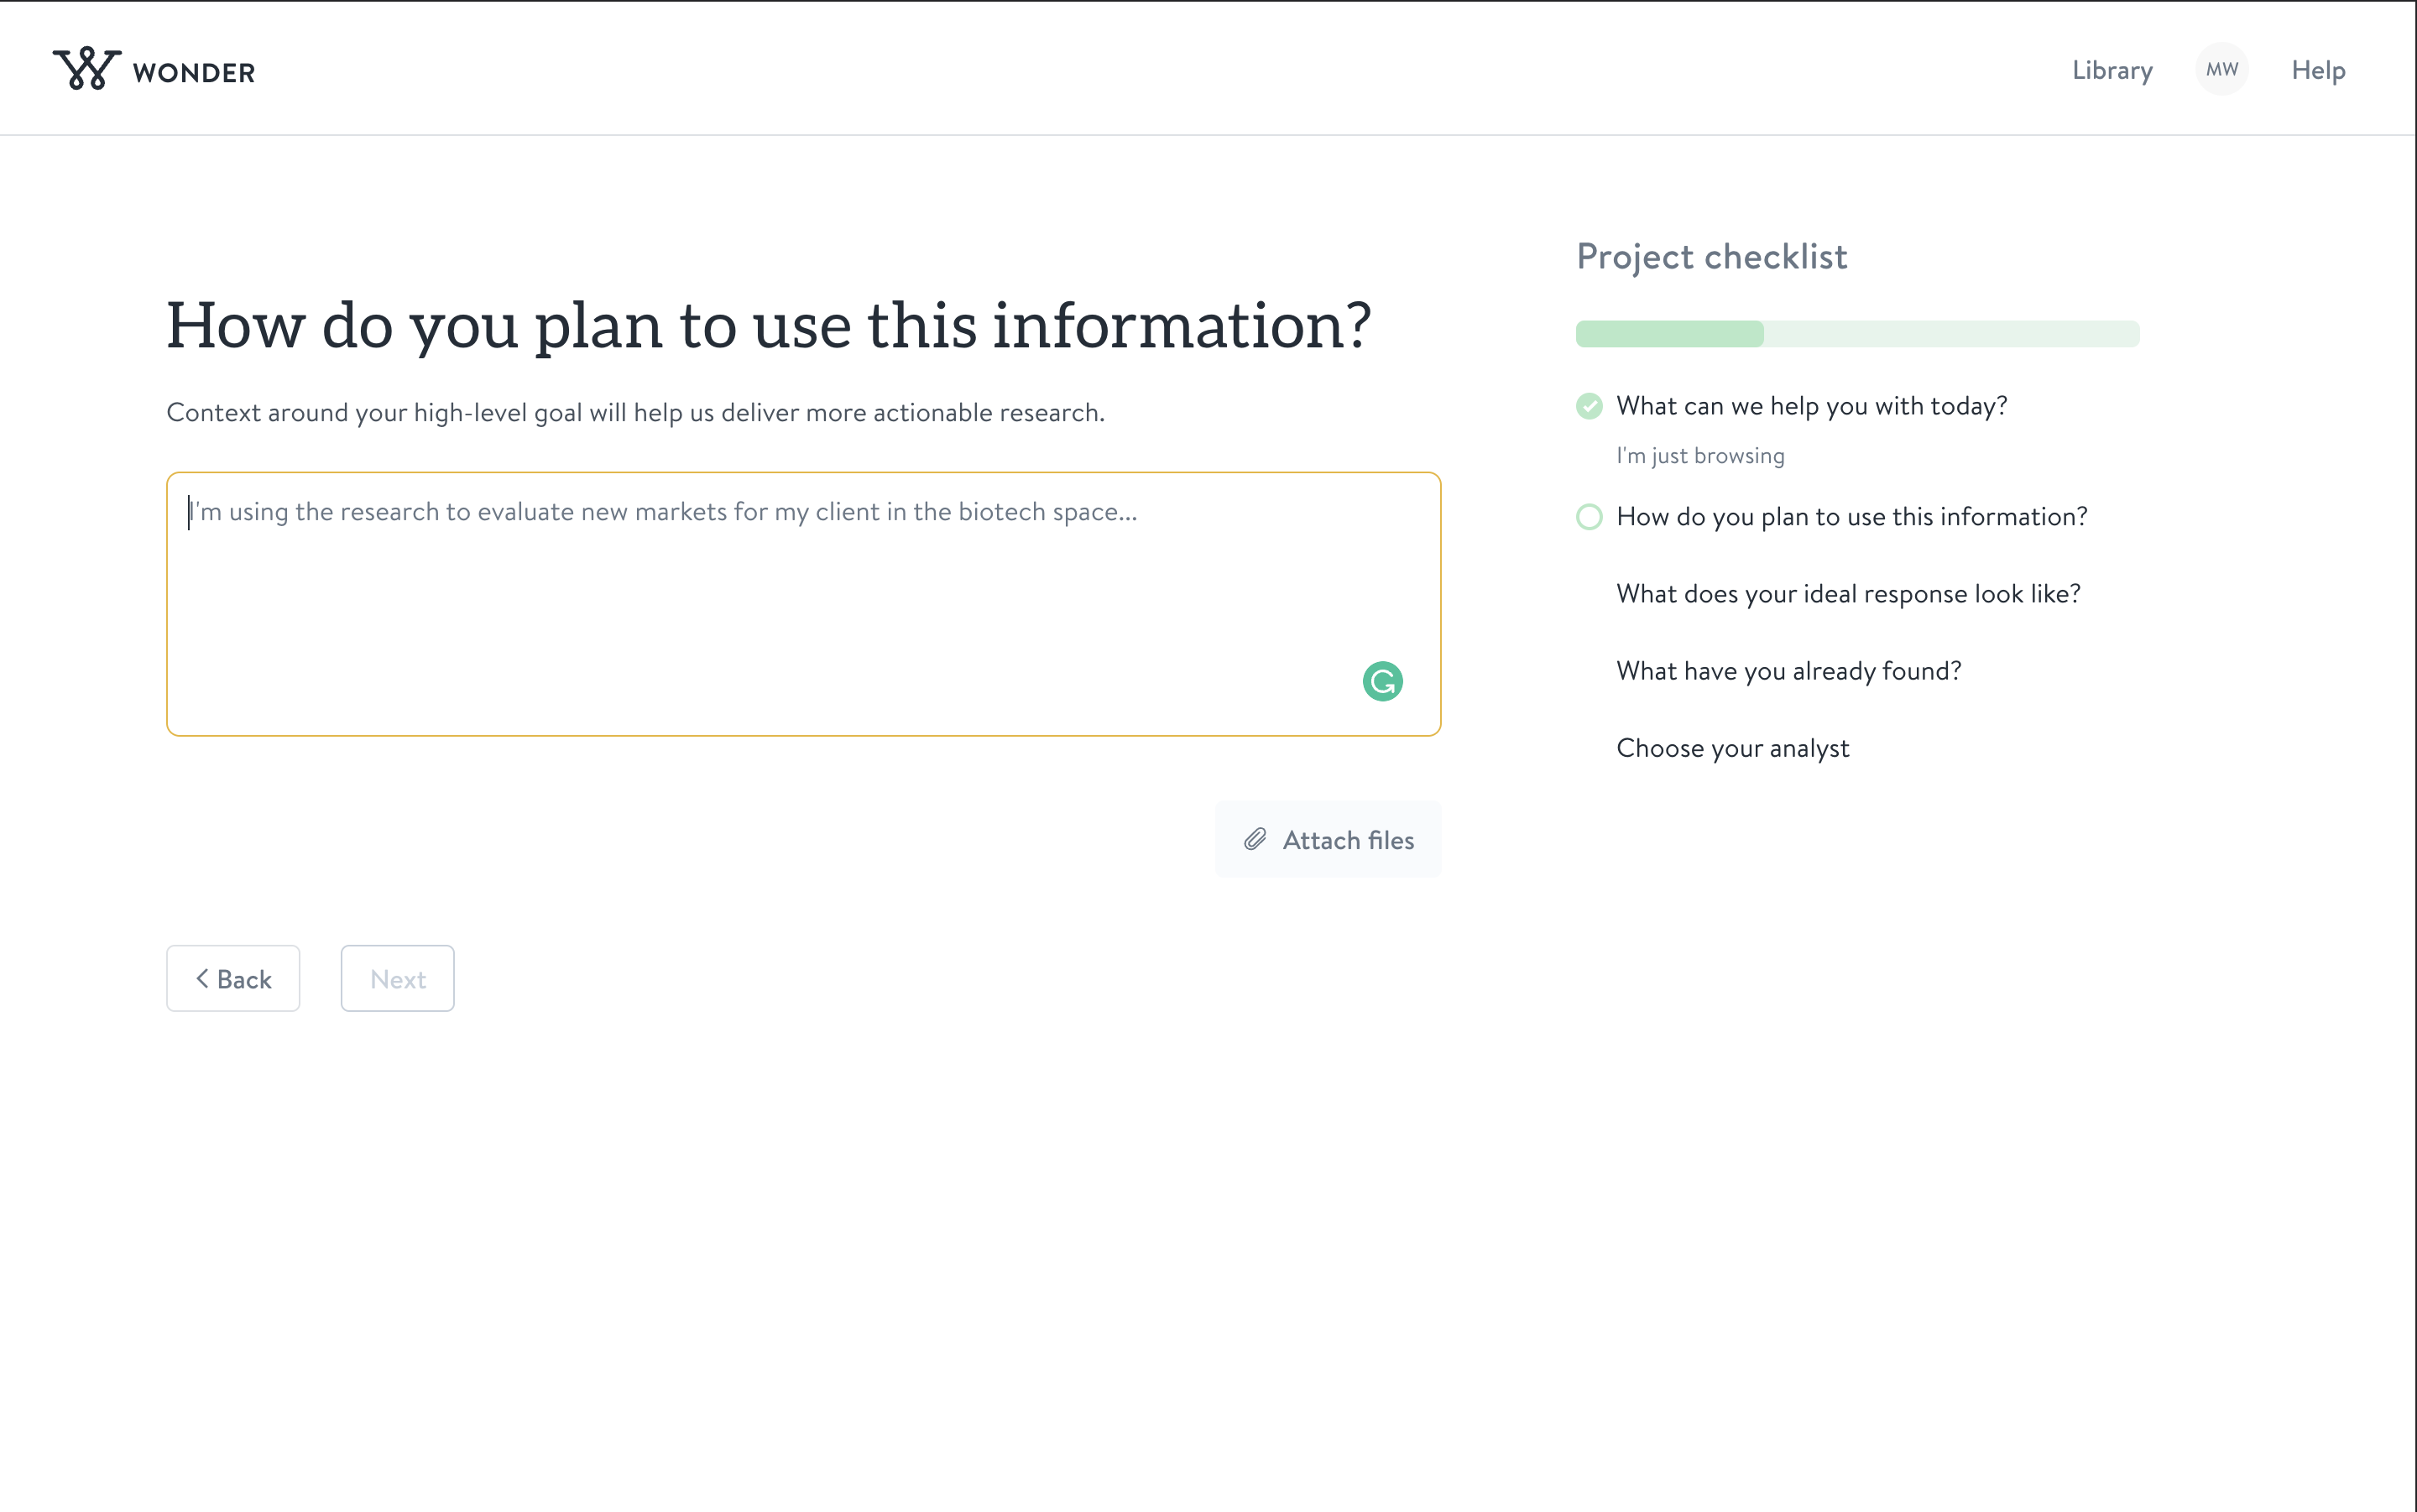 WONDER
Library
MW
Help
How do you plan to use this information?
Context around your high-level goal will help us deliver more actionable research.
I'm using the research to evaluate new markets for my client in the biotech space...
Attach files
Back
Next
Project checklist
What can we help you with today?
I'm just browsing
How do you plan to use this information?
What does your ideal response look like?
What have you already found?
Choose your analyst